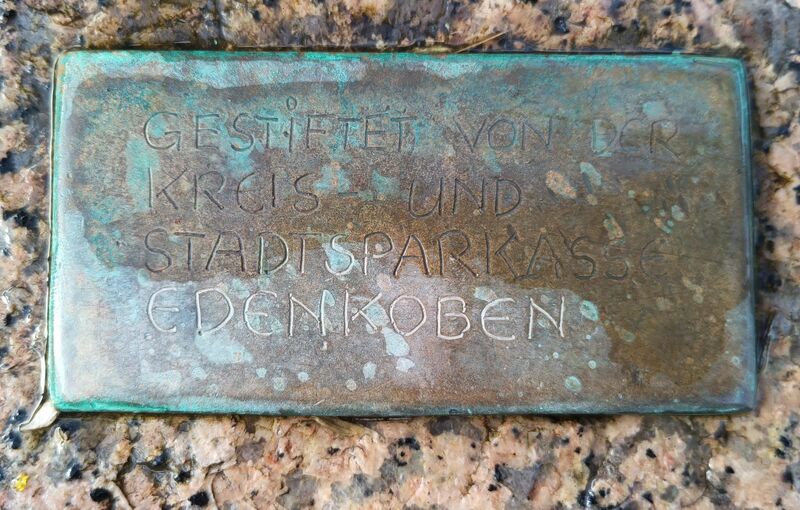 GESTIFTET VON DER
KREIS- UND
STADTSPARKASSE
EDENKOBEN